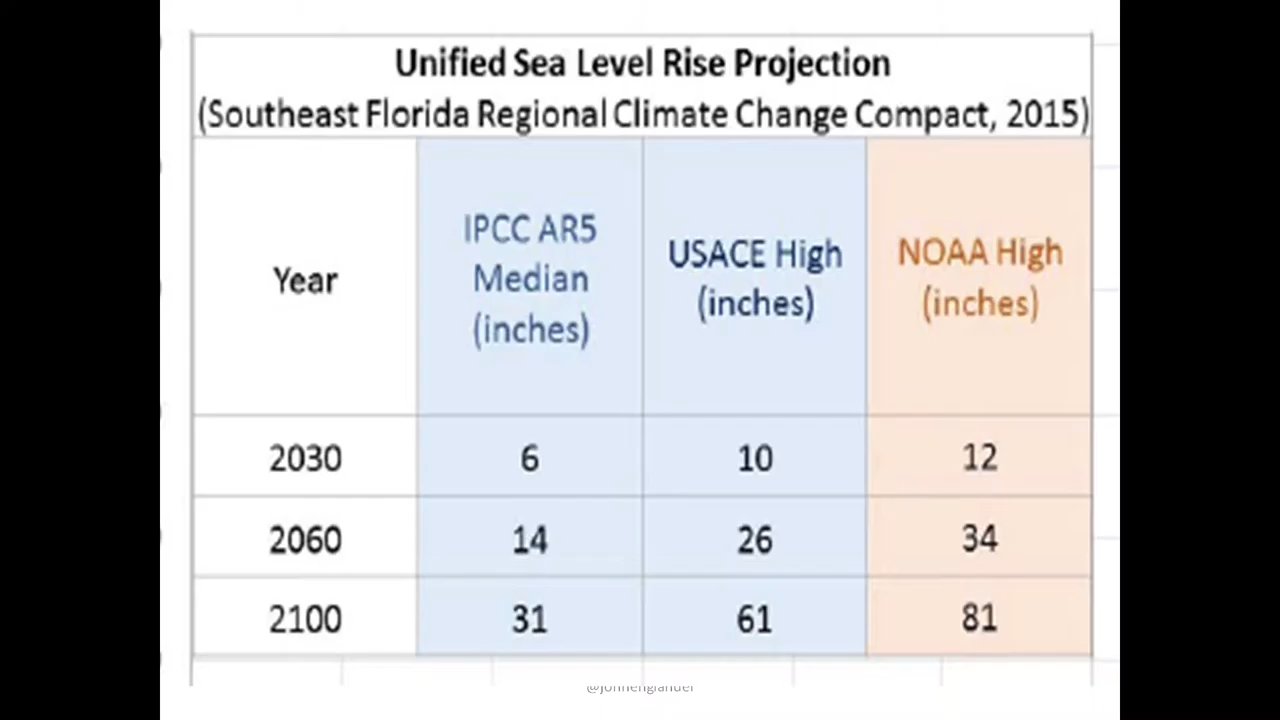 Unified Sea Level Rise Projection
(Southeast Florida Regional Climate Change Compact, 2015)
Year
IPCC AR5
Median
(inches)
USACE High
(inches)
NOAA High
(inches)
2030 6 10 12
2060 14 26 34
2100 31 61 81
@johnenglander